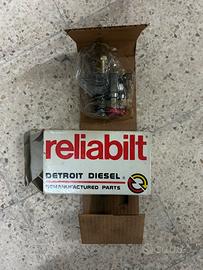 reliabilt
DETROIT DIESEL
REMANUFACTURED PARTS